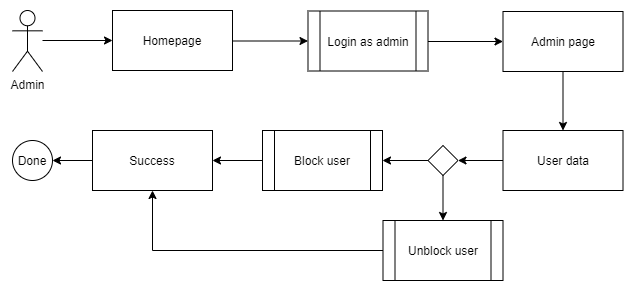 Homepage
Login as admin
Admin page
Admin
Done
Success
Block user
User data
Unblock user